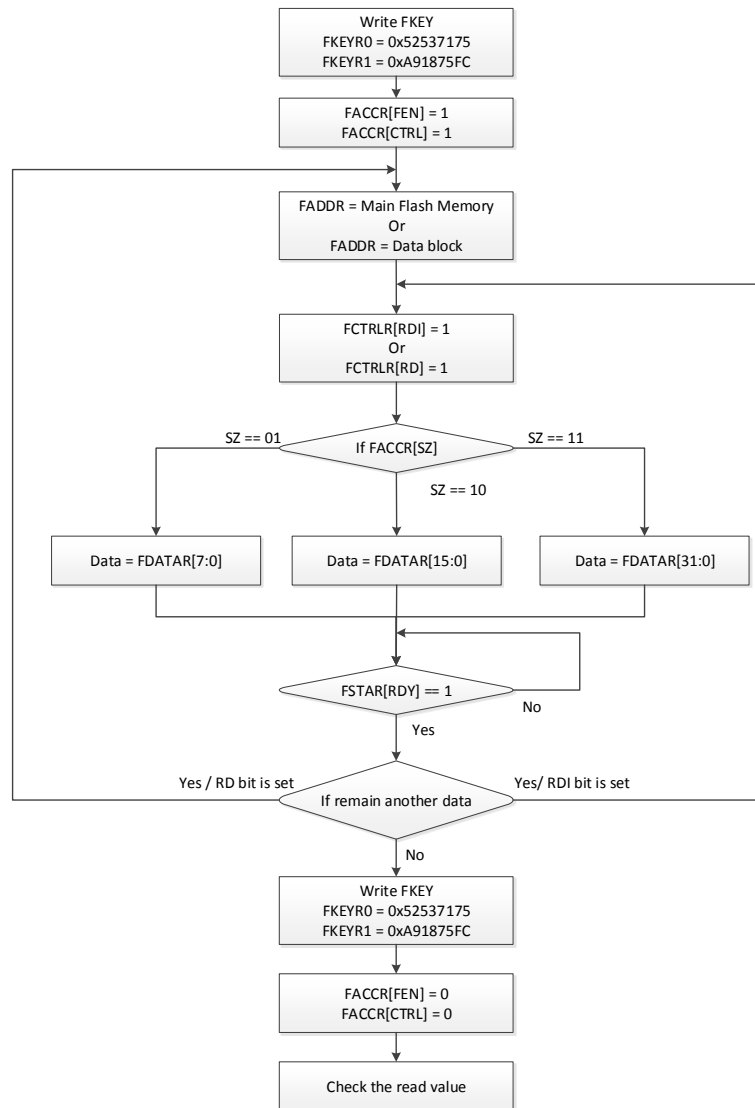 Write FKEY
FKEYR0 = 0x52537175
FKEYR1 = 0xA91875FC
FACCR[FEN] = 1
FACCR[CTRL] = 1
FADDR = Main Flash Memory
Or
FADDR = Data block
FCTRLR[RDI] = 1
Or
FCTRLR[RD] = 1
SZ == 01
If FACCR[SZ]
SZ == 11
SZ == 10
Data = FDATAR[7:0]
Data = FDATAR[15:0]
Data = FDATAR[31:0]
FSTAR[RDY] == 1
No
Yes
Yes / RD bit is set
If remain another data
Yes/ RDI bit is set
No
Write FKEY
FKEYR0 = 0x52537175
FKEYR1 = 0xA91875FC
FACCR[FEN] = 0
FACCR[CTRL] = 0
Check the read value